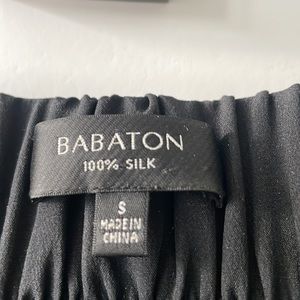 BABATON
100% SILK
S
MADE IN
CHINA